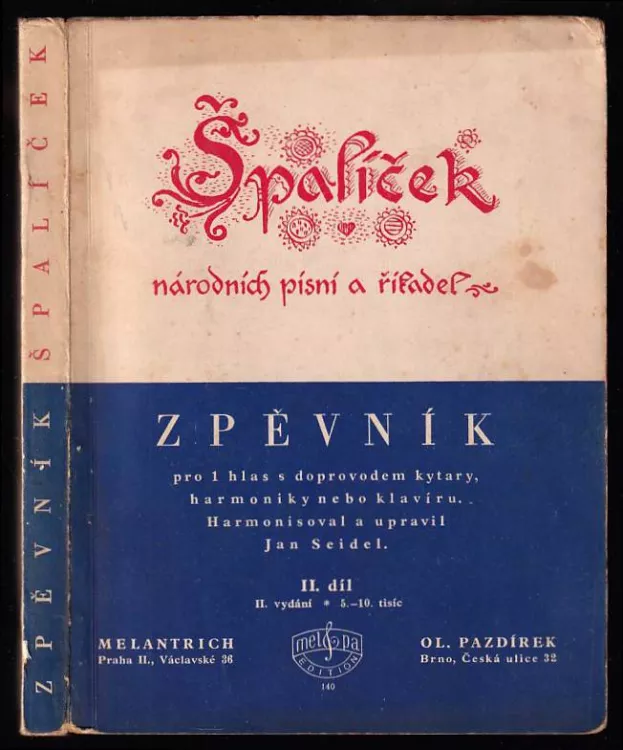 ŠPALÍČEK
ZPĚVNÍK
Špalíček
národních písní a říkadel
ZPĚVNÍK
pro 1 hlas s doprovodem kytary,
harmoniky nebo klavíru.
Harmonisoval a upravil
Jan Seidel.
II. díl
II. vydání * 5.–10. tisíc
MELANTRICH
Praha II., Václavské 36
mel pa
EDITION
140
OL. PAZDÍREK
Brno, Česká ulice 32